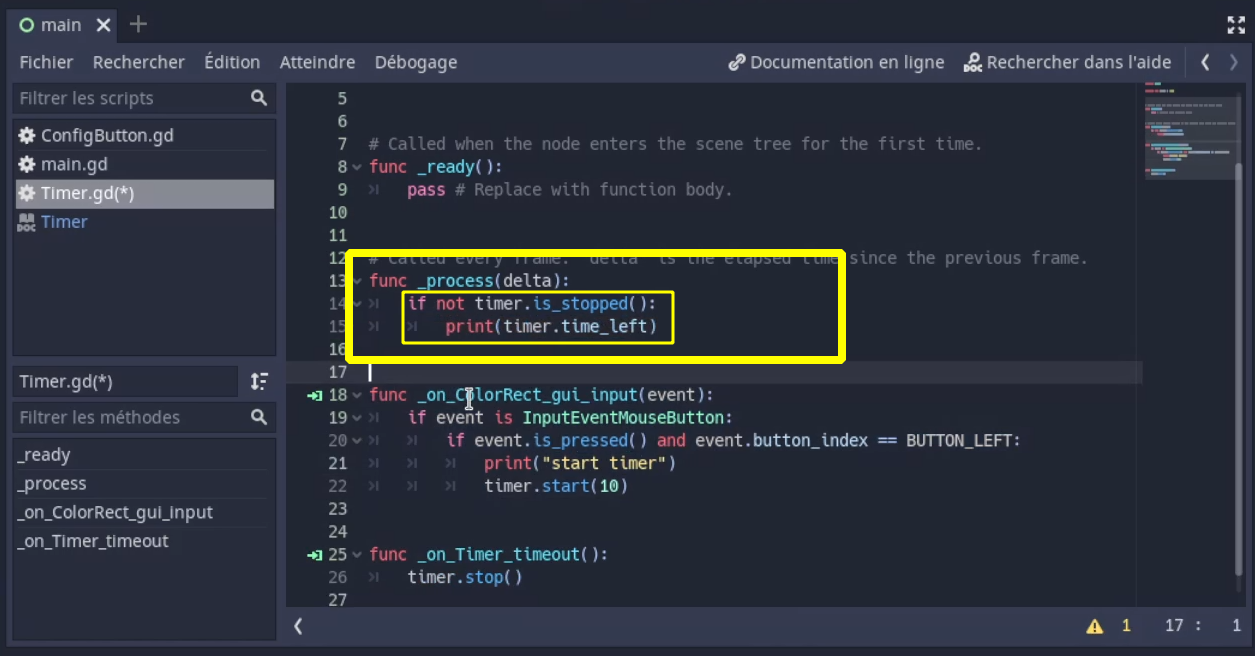 main
Fichier Rechercher Édition Atteindre Débogage Documentation en ligne Rechercher dans l'aide
Filtrer les scripts
ConfigButton.gd
main.gd
Timer.gd(*)
DOC Timer
Timer.gd(*)
Filtrer les méthodes
_ready
_process
_on_ColorRect_gui_input
_on_Timer_timeout
5
6
7 # Called when the node enters the scene tree for the first time.
8 func _ready():
9 pass # Replace with function body.
10
11
12 # Called every frame. 'delta' is the elapsed time since the previous frame.
13 func _process(delta):
14 if not timer.is_stopped():
15 print(timer.time_left)
16
17
18 func _on_ColorRect_gui_input(event):
19 if event is InputEventMouseButton:
20 if event.is_pressed() and event.button_index == BUTTON_LEFT:
21 print("start timer")
22 timer.start(10)
23
24
25 func _on_Timer_timeout():
26 timer.stop()
27
1 17 : 1